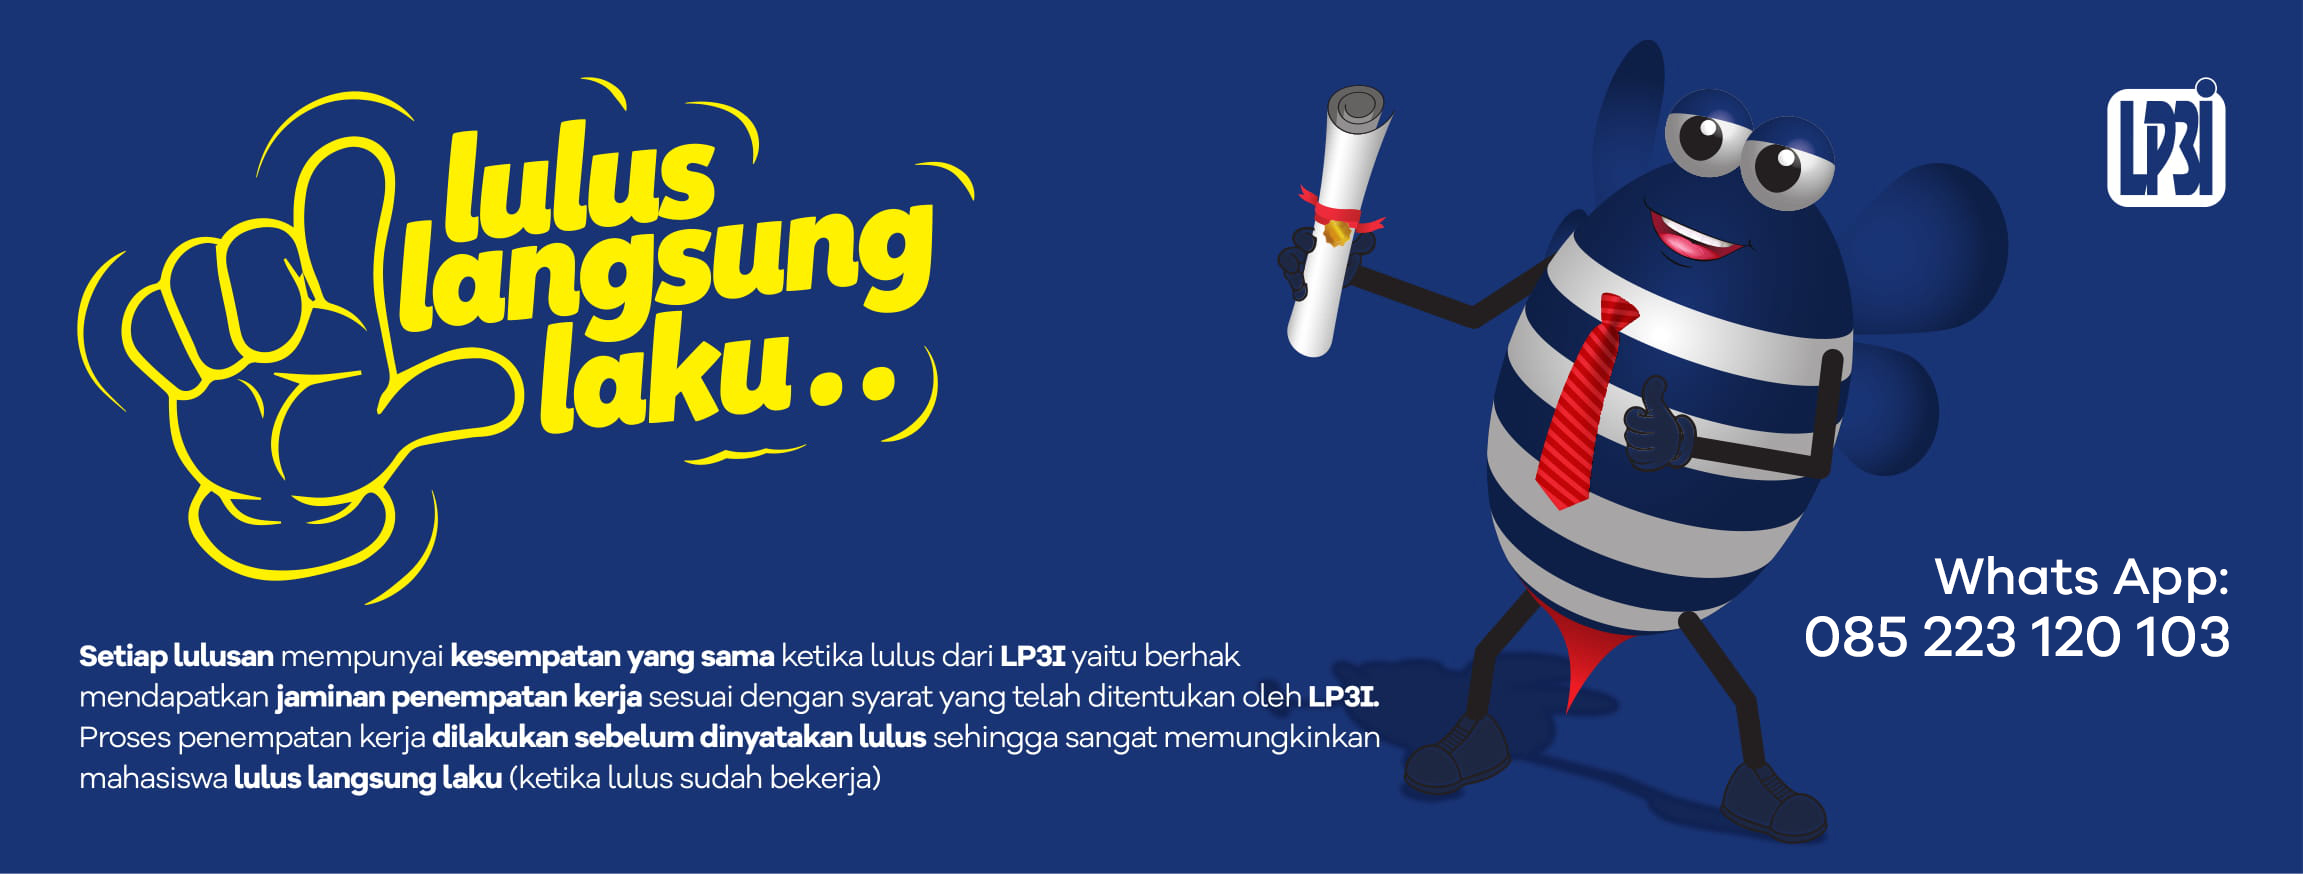 lulus
langsung
laku..
LP3I
Whats App:
085 223 120 103
Setiap lulusan mempunyai kesempatan yang sama ketika lulus dari LP3I yaitu berhak
mendapatkan jaminan penempatan kerja sesuai dengan syarat yang telah ditentukan oleh LP3I.
Proses penempatan kerja dilakukan sebelum dinyatakan lulus sehingga sangat memungkinkan
mahasiswa lulus langsung laku (ketika lulus sudah bekerja)